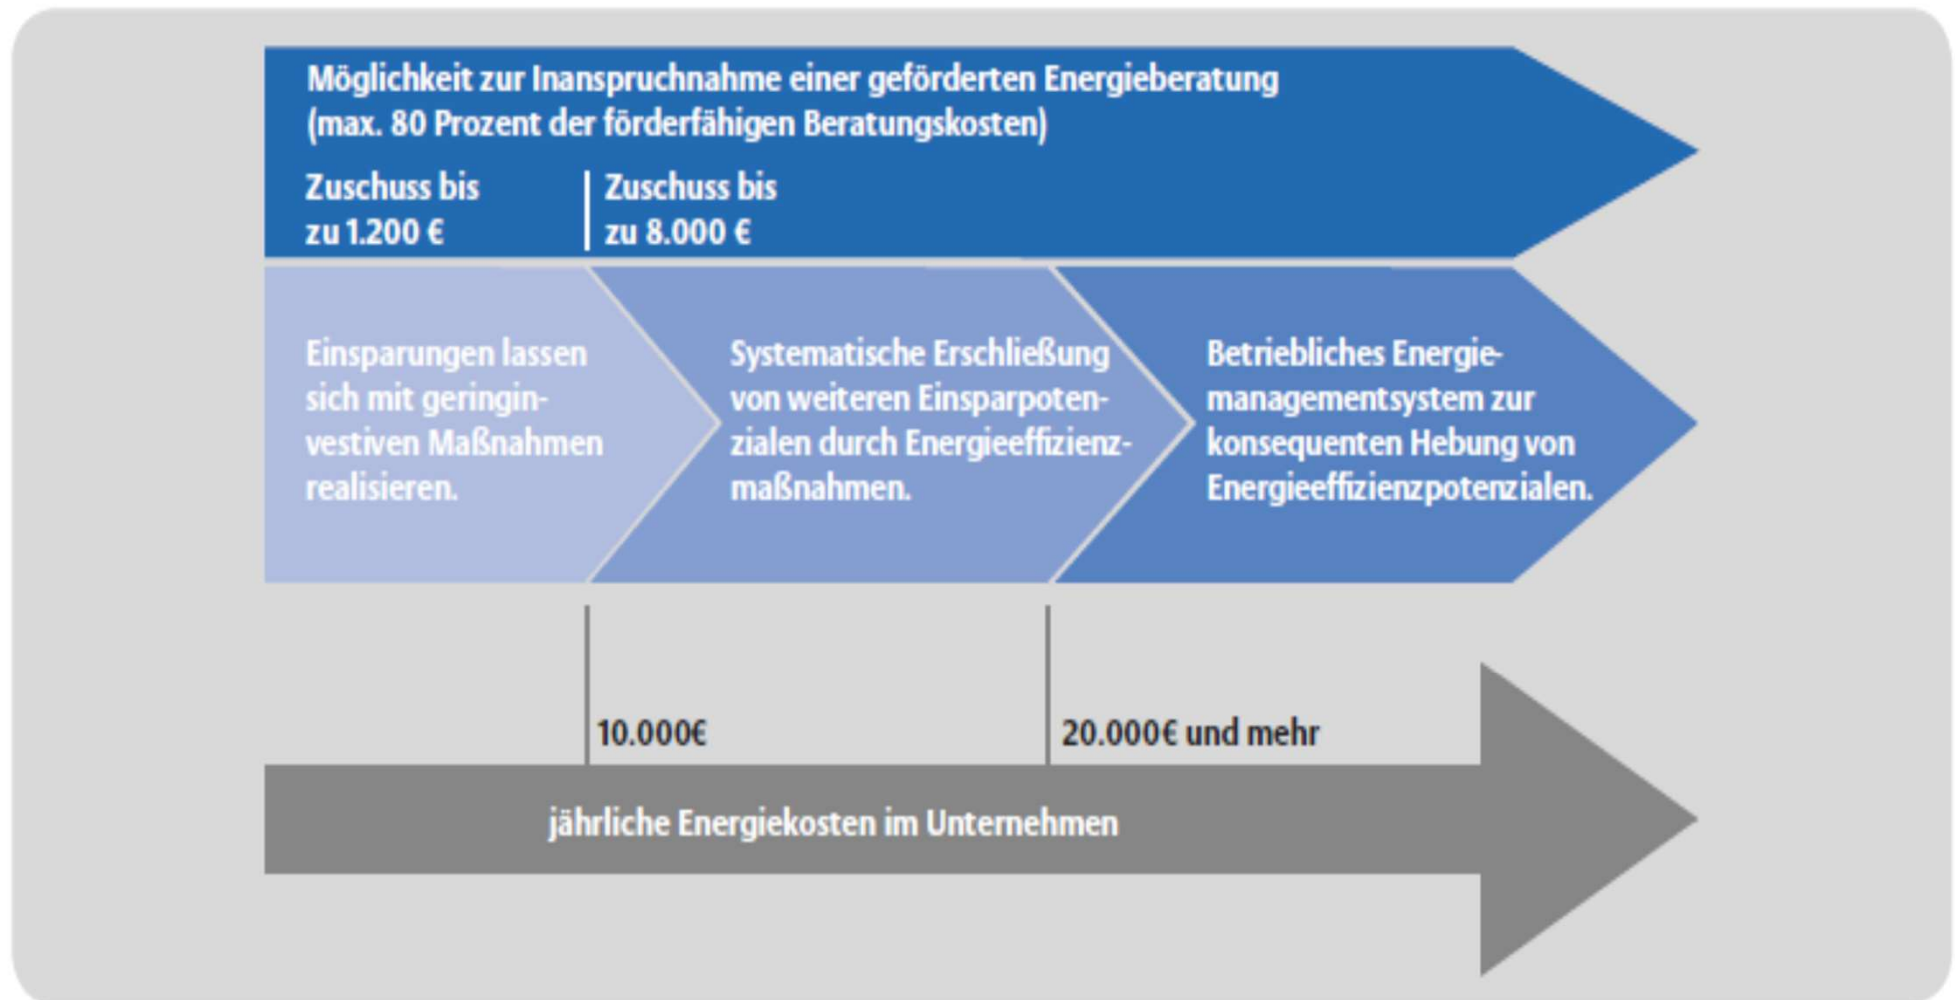 Möglichkeit zur Inanspruchnahme einer geförderten Energieberatung
(max. 80 Prozent der förderfähigen Beratungskosten)
Zuschuss bis
zu 1.200 €
Zuschuss bis
zu 8.000 €
Einsparungen lassen
sich mit geringin-
vestiven Maßnahmen
realisieren.
Systematische Erschließung
von weiteren Einsparpoten-
zialen durch Energieeffizienz-
maßnahmen.
Betriebliches Energie-
managementsystem zur
konsequenten Hebung von
Energieeffizienzpotenzialen.
10.000€
20.000€ und mehr
jährliche Energiekosten im Unternehmen